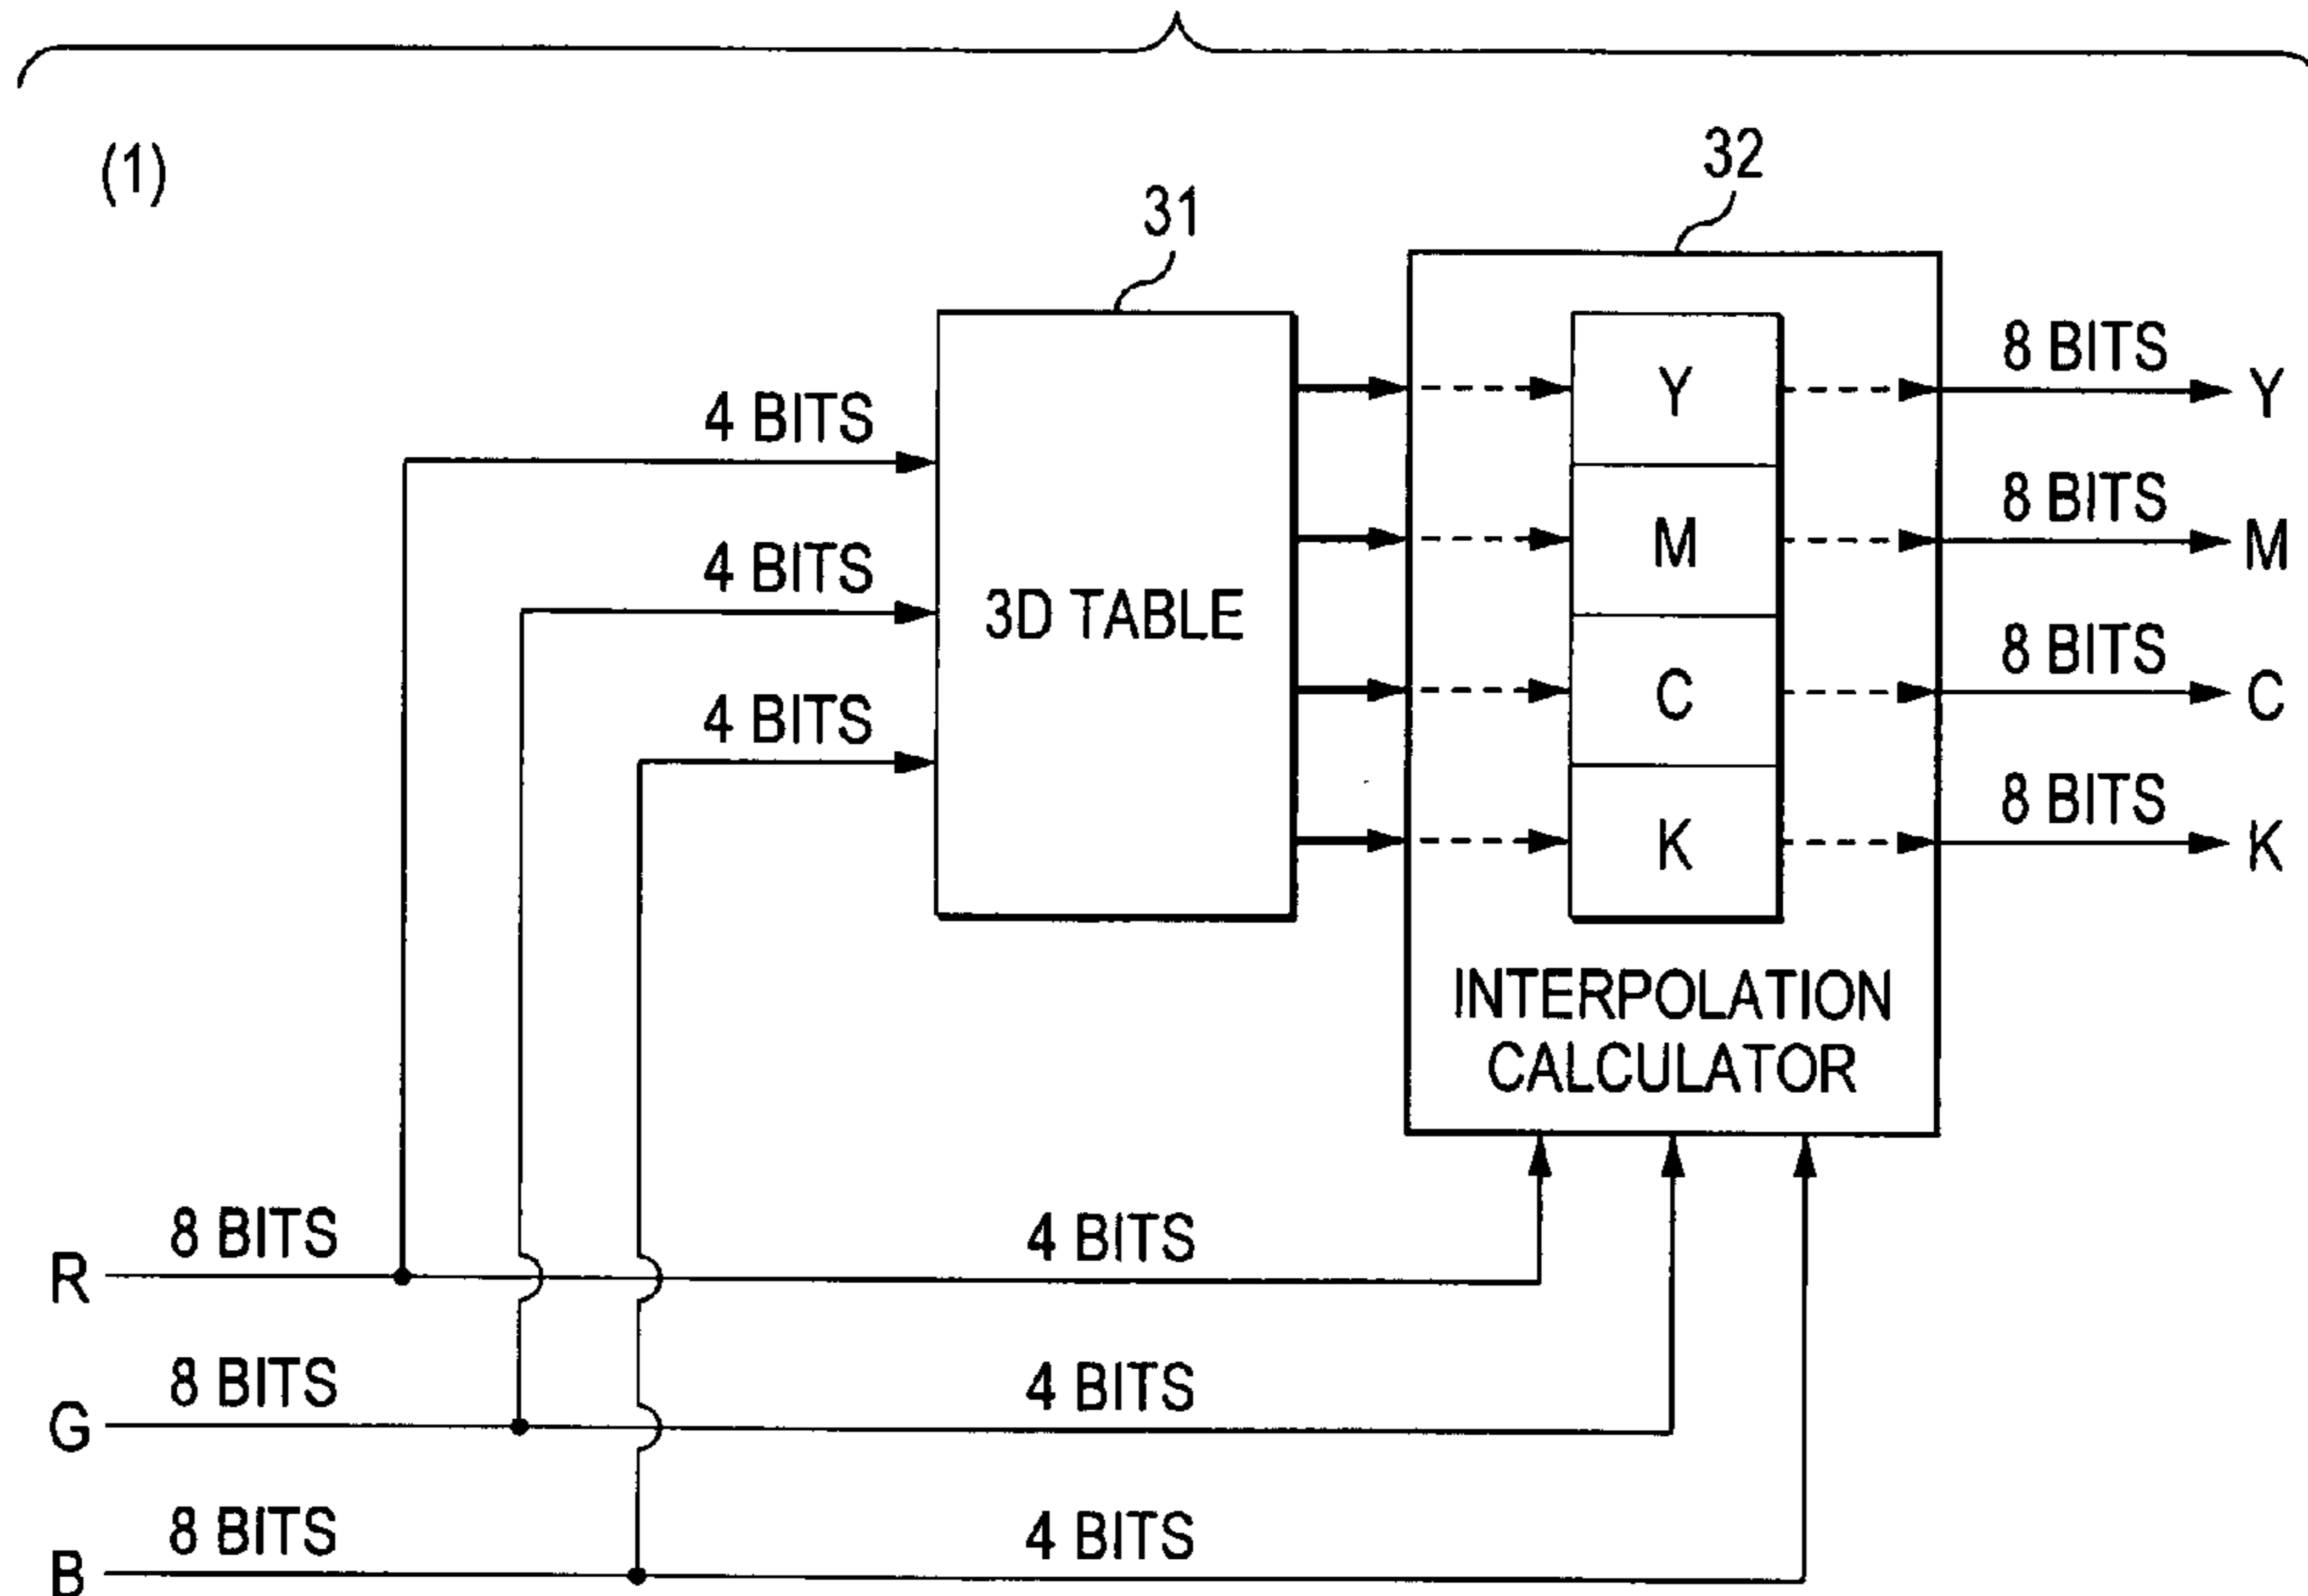 (1)
31
32
4 BITS
4 BITS
4 BITS
3D TABLE
Y
M
C
K
INTERPOLATION
CALCULATOR
8 BITS
Y
8 BITS
M
8 BITS
C
8 BITS
K
R
8 BITS
4 BITS
G
8 BITS
4 BITS
B
8 BITS
4 BITS